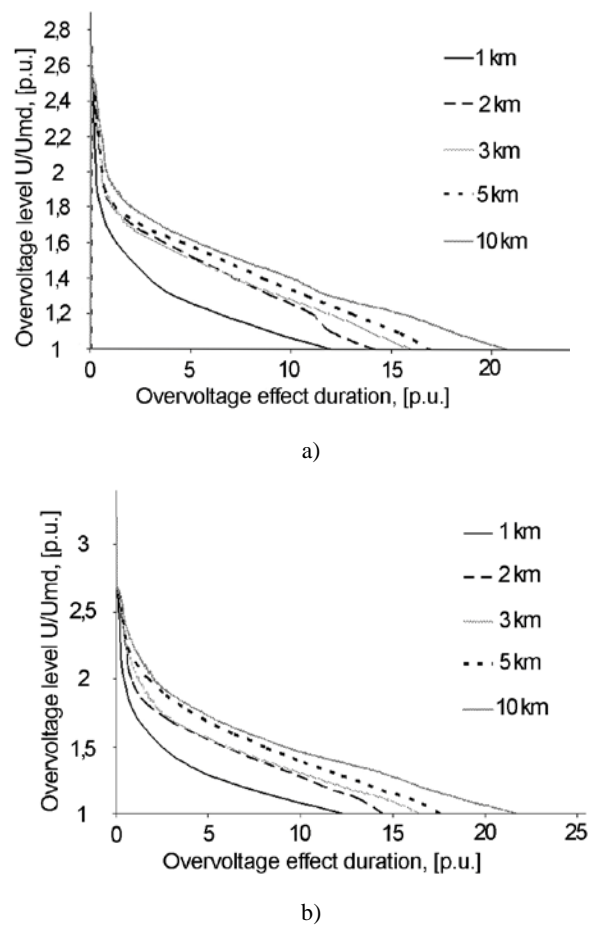 2,8
2,6
2,4
2,2
2
1,8
1,6
1,4
1,2
1
Overvoltage level U/Umd, [p.u.]
1 km
2 km
3 km
5 km
10 km
0 5 10 15 20
Overvoltage effect duration, [p.u.]
a)
3
2,5
2
1,5
1
Overvoltage level U/Umd, [p.u.]
1 km
2 km
3 km
5 km
10 km
0 5 10 15 20 25
Overvoltage effect duration, [p.u.]
b)